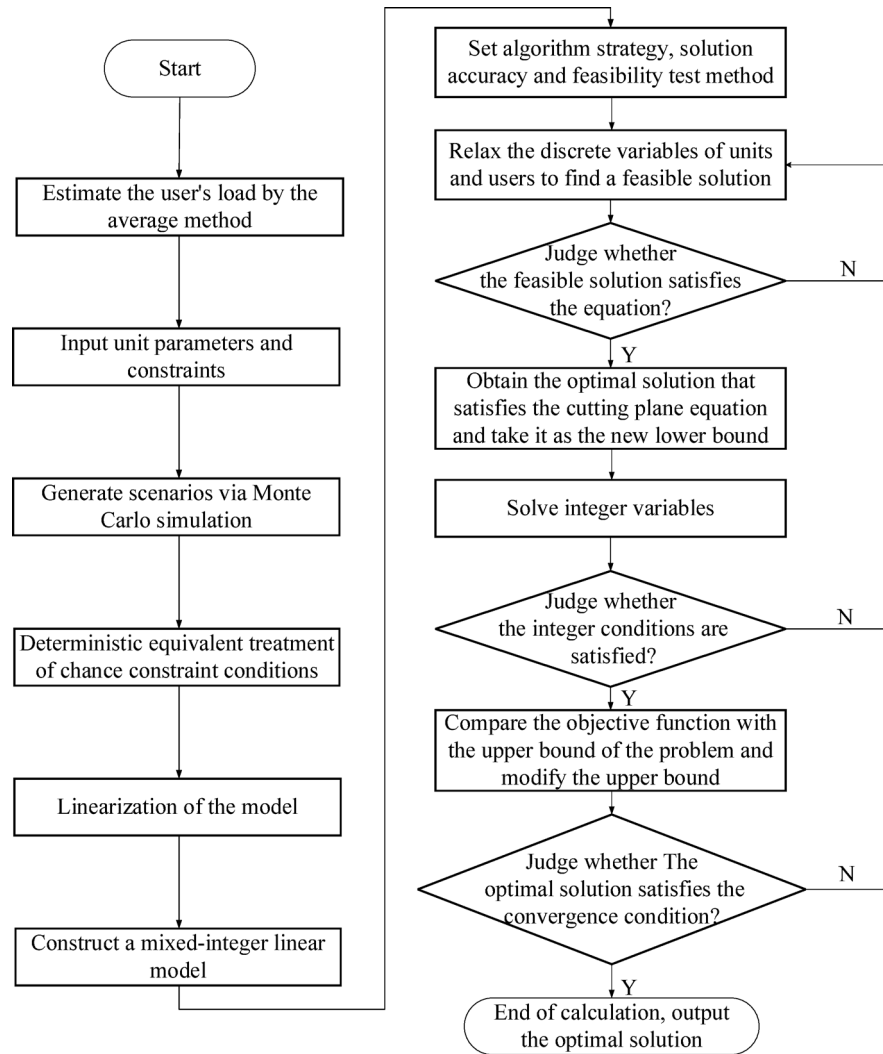 Start
Estimate the user's load by the
average method
Input unit parameters and
constraints
Generate scenarios via Monte
Carlo simulation
Deterministic equivalent treatment
of chance constraint conditions
Linearization of the model
Construct a mixed-integer linear
model
Set algorithm strategy, solution
accuracy and feasibility test method
Relax the discrete variables of units
and users to find a feasible solution
Judge whether
the feasible solution satisfies
the equation?
N
Y
Obtain the optimal solution that
satisfies the cutting plane equation
and take it as the new lower bound
Solve integer variables
Judge whether
the integer conditions are
satisfied?
N
Y
Compare the objective function with
the upper bound of the problem and
modify the upper bound
Judge whether The
optimal solution satisfies the
convergence condition?
N
Y
End of calculation, output
the optimal solution